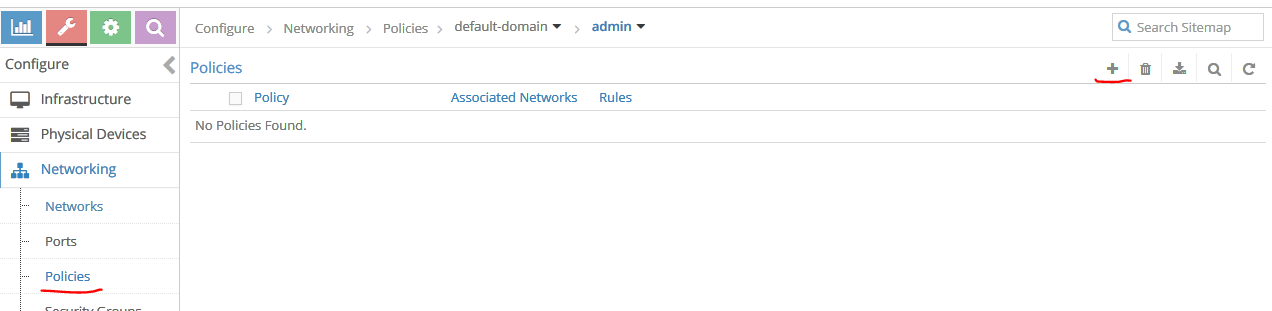 Configure > Networking > Policies > default-domain > admin
Search Sitemap
Configure
Policies
Infrastructure
Policy Associated Networks Rules
No Policies Found.
Physical Devices
Networking
Networks
Ports
Policies
Security Groups